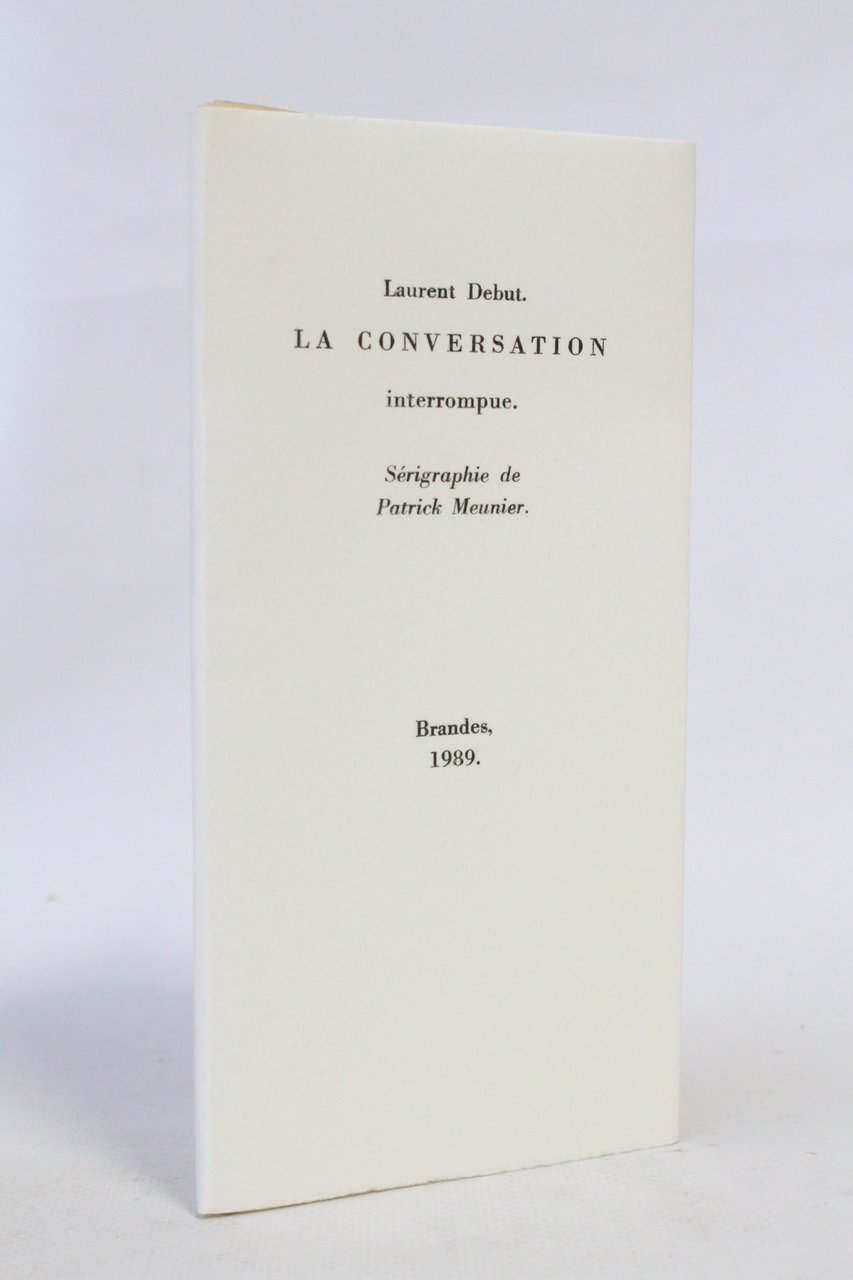 Laurent Debut.
LA CONVERSATION
interrompue.
Sérigraphie de
Patrick Meunier.
Brandes,
1989.